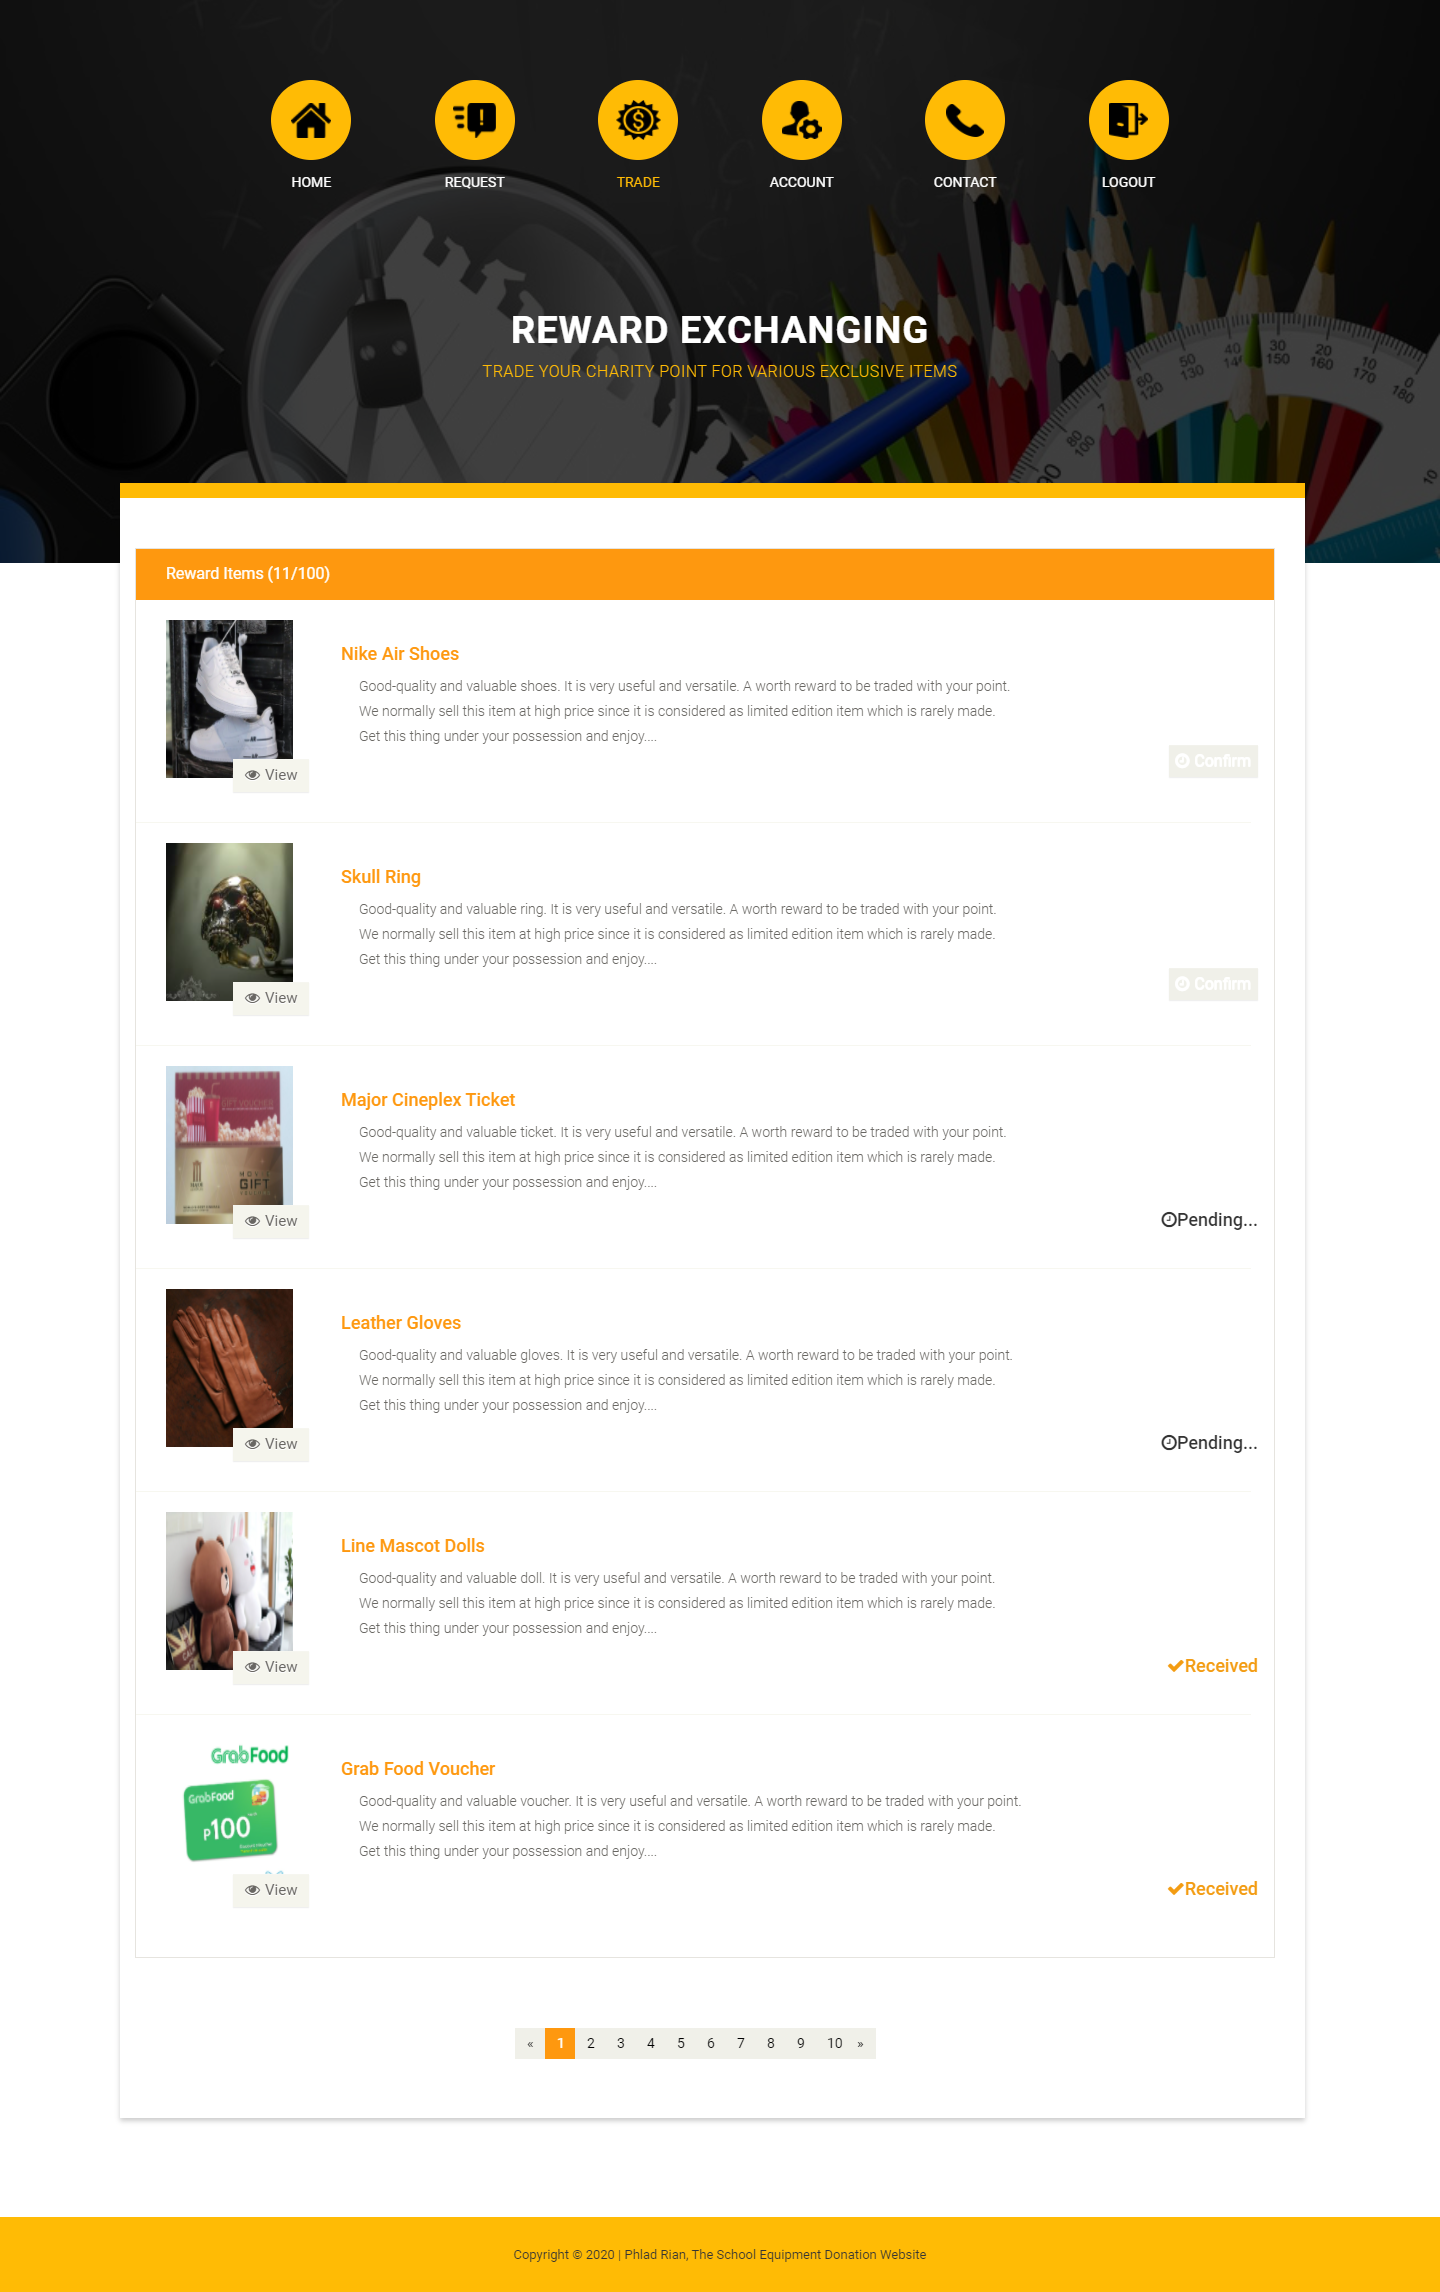 HOME
REQUEST
TRADE
ACCOUNT
CONTACT
LOGOUT
REWARD EXCHANGING
TRADE YOUR CHARITY POINT FOR VARIOUS EXCLUSIVE ITEMS
Reward Items (11/100)
Nike Air Shoes
Good-quality and valuable shoes. It is very useful and versatile. A worth reward to be traded with your point.
We normally sell this item at high price since it is considered as limited edition item which is rarely made.
Get this thing under your possession and enjoy....
View
Confirm
Skull Ring
Good-quality and valuable ring. It is very useful and versatile. A worth reward to be traded with your point.
We normally sell this item at high price since it is considered as limited edition item which is rarely made.
Get this thing under your possession and enjoy....
View
Confirm
Major Cineplex Ticket
Good-quality and valuable ticket. It is very useful and versatile. A worth reward to be traded with your point.
We normally sell this item at high price since it is considered as limited edition item which is rarely made.
Get this thing under your possession and enjoy....
GIFT
View
Pending...
Leather Gloves
Good-quality and valuable gloves. It is very useful and versatile. A worth reward to be traded with your point.
We normally sell this item at high price since it is considered as limited edition item which is rarely made.
Get this thing under your possession and enjoy....
View
Pending...
Line Mascot Dolls
Good-quality and valuable doll. It is very useful and versatile. A worth reward to be traded with your point.
We normally sell this item at high price since it is considered as limited edition item which is rarely made.
Get this thing under your possession and enjoy....
View
Received
GrabFood
GrabFood
₱100
Grab Food Voucher
Good-quality and valuable voucher. It is very useful and versatile. A worth reward to be traded with your point.
We normally sell this item at high price since it is considered as limited edition item which is rarely made.
Get this thing under your possession and enjoy....
View
Received
« 1 2 3 4 5 6 7 8 9 10 »
Copyright © 2020 | Phlad Rian, The School Equipment Donation Website